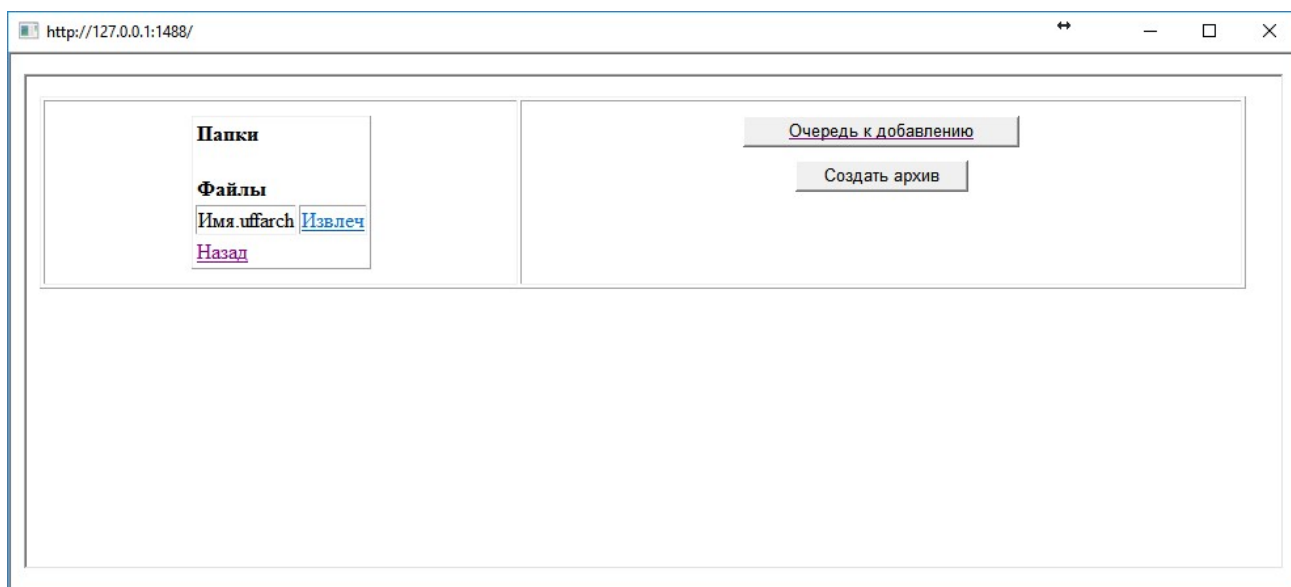 http://127.0.0.1:1488/
Папки
Файлы
Имя.uffarch Извлеч
Назад
Очередь к добавлению
Создать архив